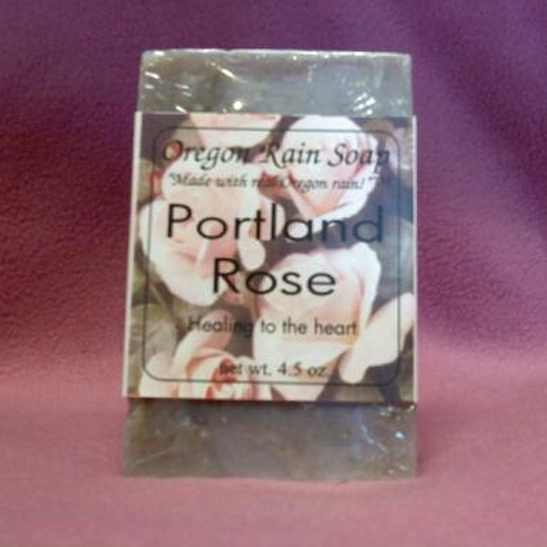 Oregon Rain Soap
"Made with real Oregon rain!"
Portland
Rose
Healing to the heart
net wt. 4.5 oz.